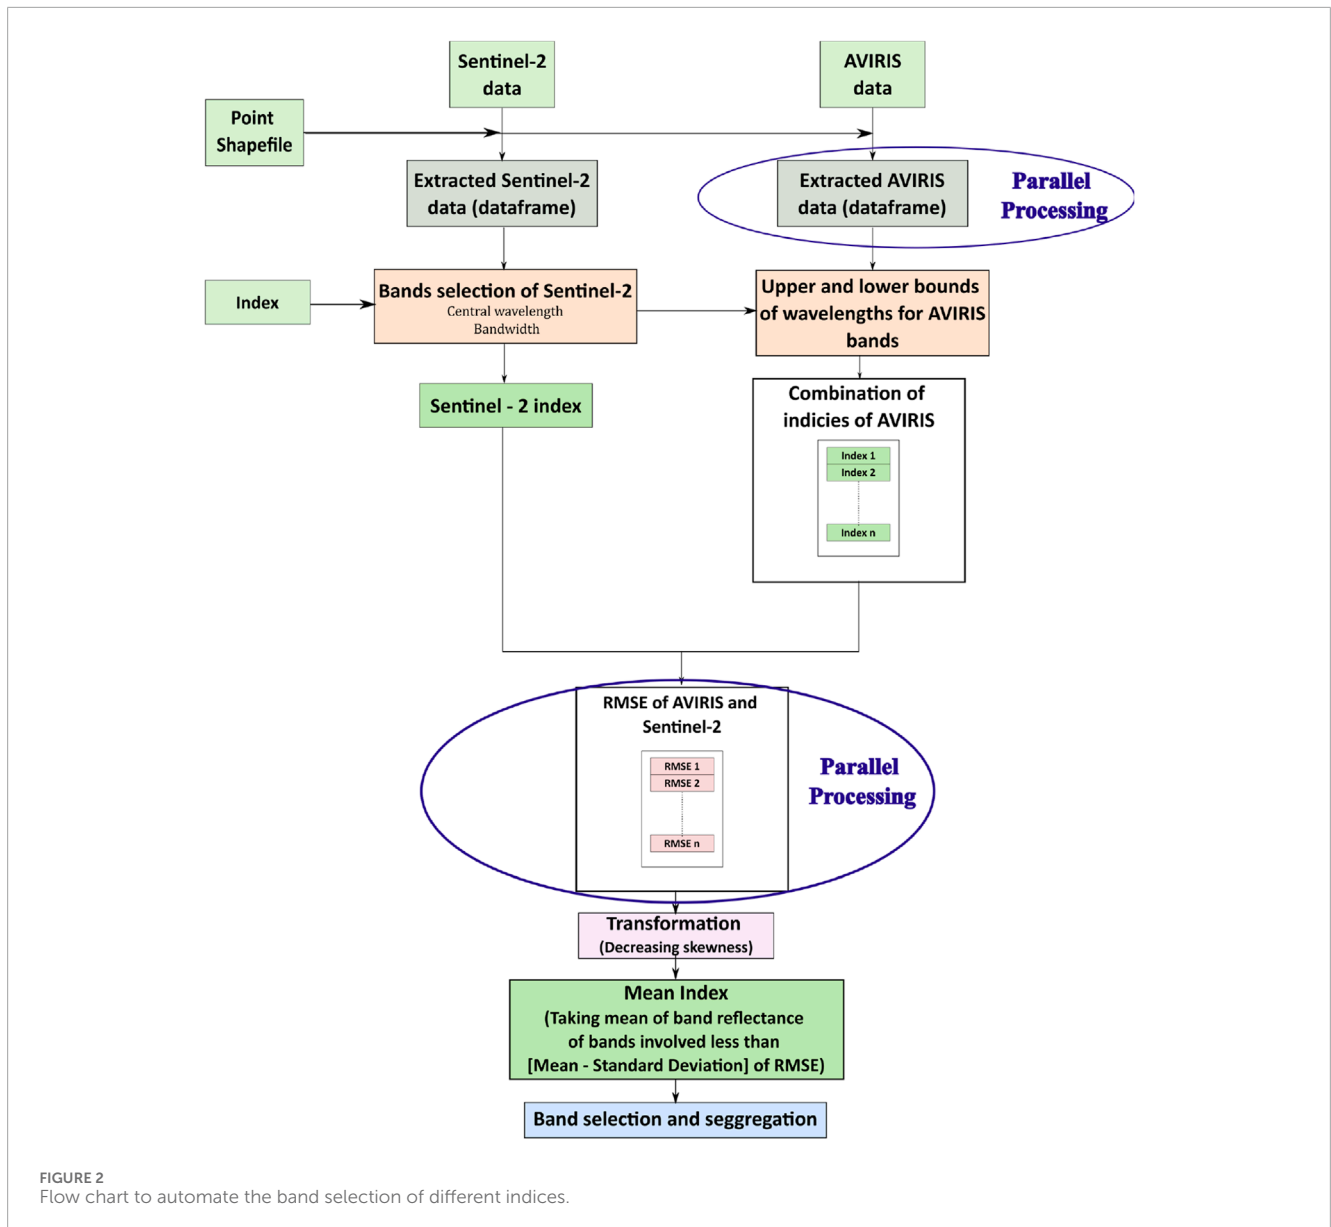 Sentinel-2
data
AVIRIS
data
Point
Shapefile
Extracted Sentinel-2
data (dataframe)
Extracted AVIRIS
data (dataframe)
Parallel
Processing
Index
Bands selection of Sentinel-2
Central wavelength
Bandwidth
Upper and lower bounds
of wavelengths for AVIRIS
bands
Sentinel - 2 index
Combination of
indicies of AVIRIS
Index 1
Index 2
Index n
RMSE of AVIRIS and
Sentinel-2
RMSE 1
RMSE 2
RMSE n
Parallel
Processing
Transformation
(Decreasing skewness)
Mean Index
(Taking mean of band reflectance
of bands involved less than
[Mean - Standard Deviation] of RMSE)
Band selection and seggregation
FIGURE 2
Flow chart to automate the band selection of different indices.